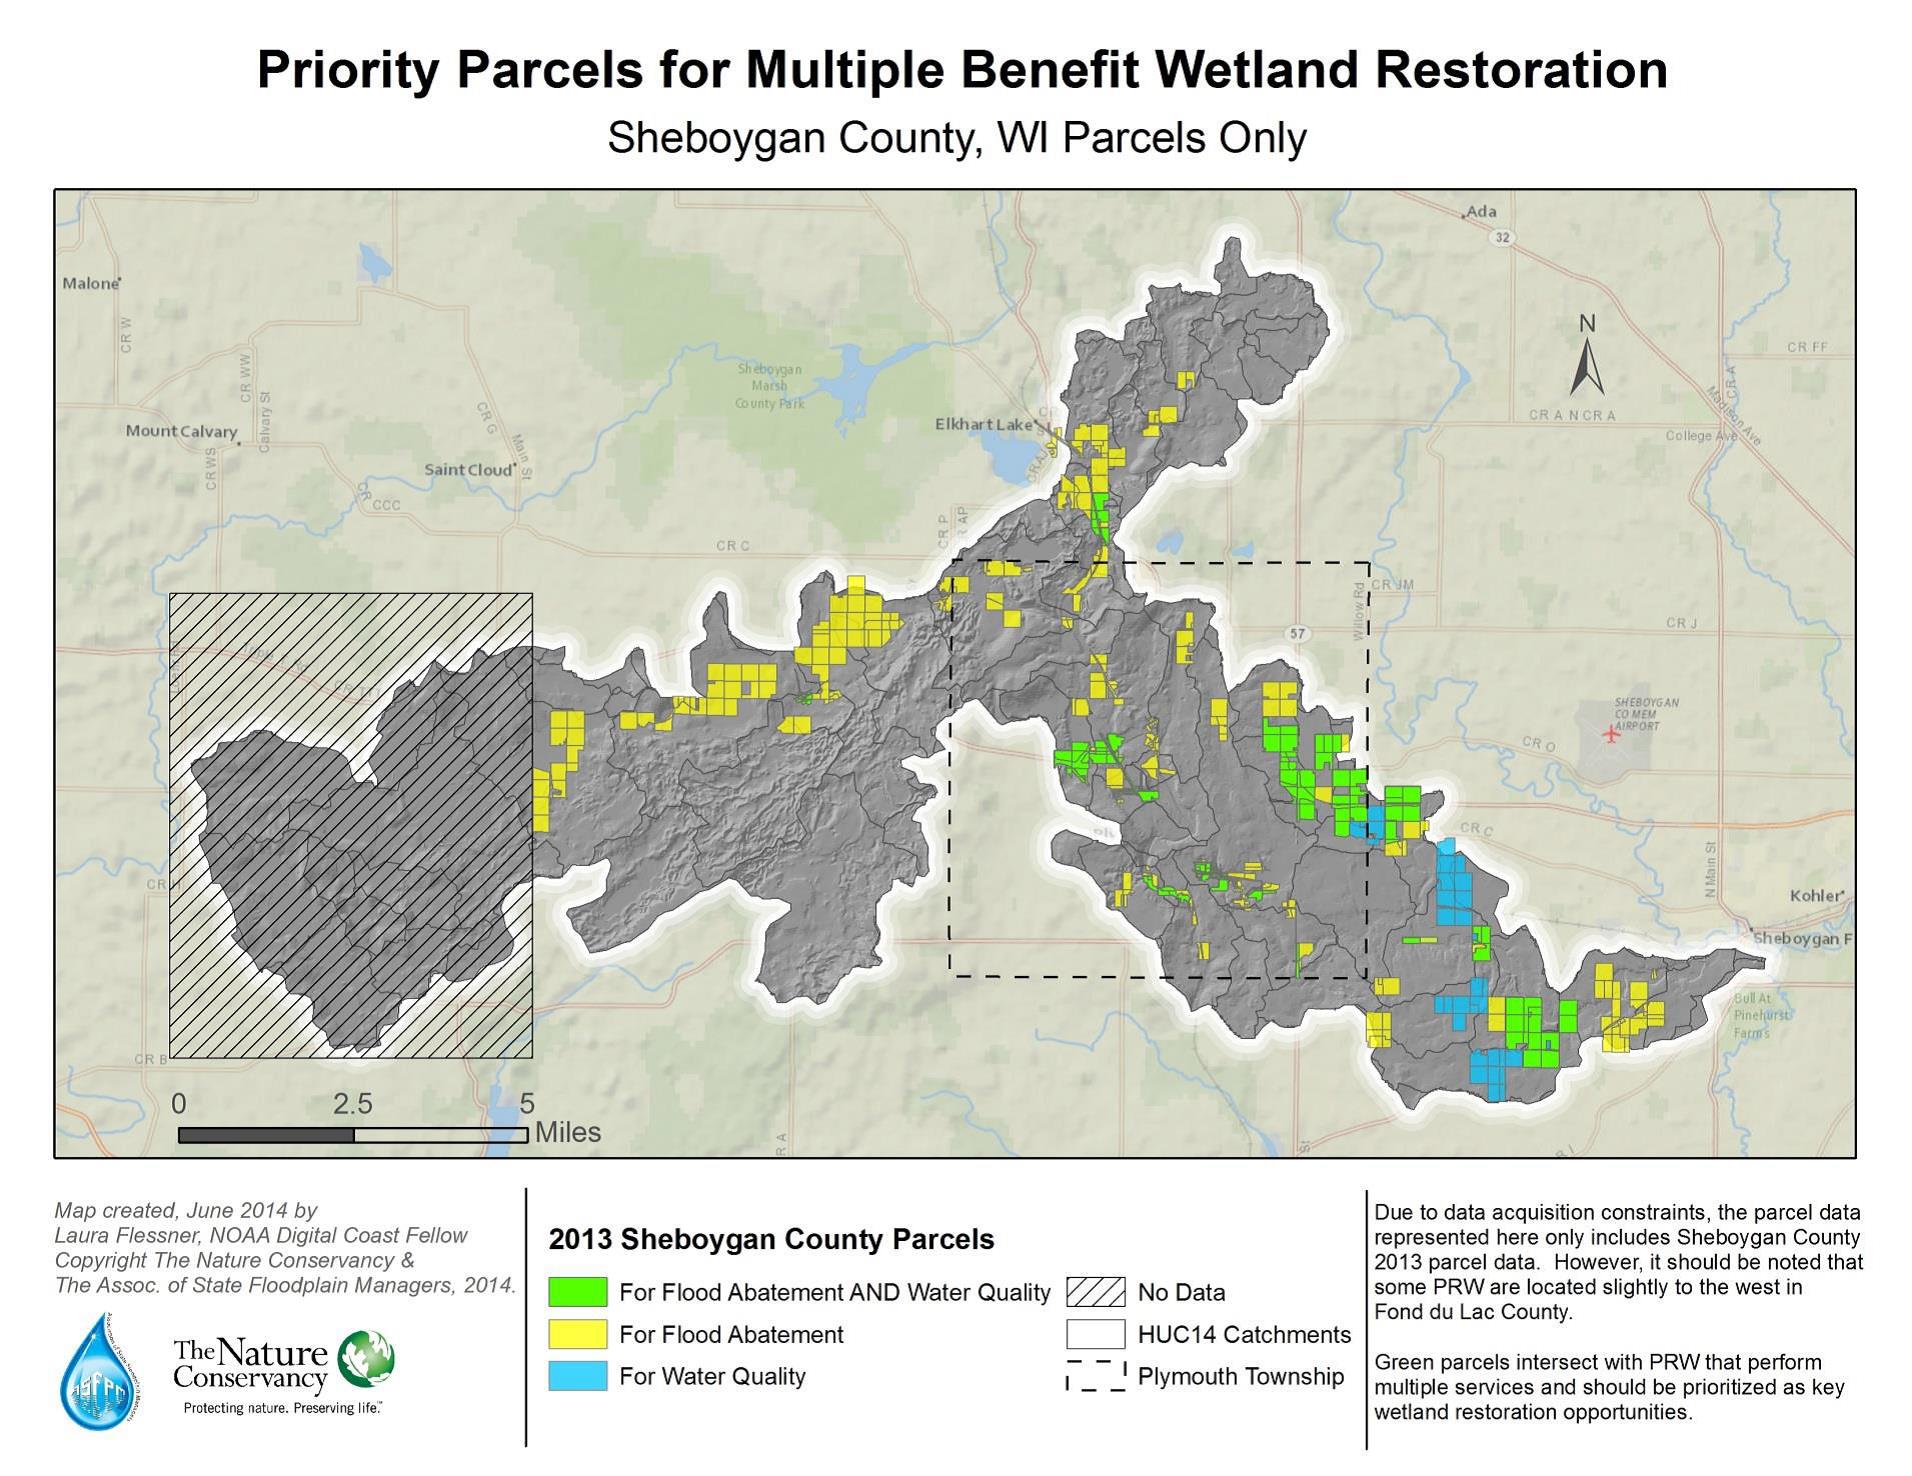 Priority Parcels for Multiple Benefit Wetland Restoration
Sheboygan County, WI Parcels Only
Ada
32
Malone
CR W
CR FF
CR WW
Calvary St
Sheboygan
Marsh
County Park
CR A
Madison Ave
N
CR A N CR A
College Ave
Mount Calvary
CR G
Elkhart Lake
CR
Saint Cloud
Main St
CRWS
CR
CCC
CR P
CR C
CR JM
Willow Rd
57
CR J
SHEBOYGAN
CO MEM
AIRPORT
CR O
CR C
N Main St
Kohler
Sheboygan F
Bull At
Pinehurst
Farms
CR B
0 2.5 5
Miles
Map created, June 2014 by
Laura Flessner, NOAA Digital Coast Fellow
Copyright The Nature Conservancy &
The Assoc. of State Floodplain Managers, 2014.
ASFPM
The Nature
Conservancy
Protecting nature. Preserving life.™
2013 Sheboygan County Parcels
For Flood Abatement AND Water Quality
For Flood Abatement
For Water Quality
No Data
HUC14 Catchments
Plymouth Township
Due to data acquisition constraints, the parcel data
represented here only includes Sheboygan County
2013 parcel data. However, it should be noted that
some PRW are located slightly to the west in
Fond du Lac County.
Green parcels intersect with PRW that perform
multiple services and should be prioritized as key
wetland restoration opportunities.